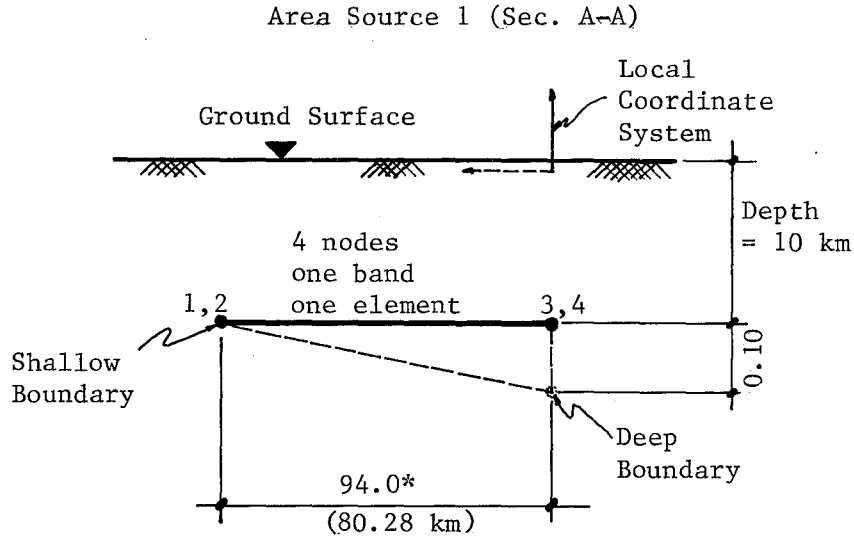 Area Source 1 (Sec. A-A)
Local
Coordinate
System
Ground Surface
Depth
= 10 km
4 nodes
one band
one element
1,2
3,4
0.10
Shallow
Boundary
Deep
Boundary
94.0*
(80.28 km)